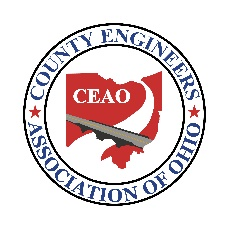 COUNTY ENGINEERS
CEAO
ASSOCIATION OF OHIO